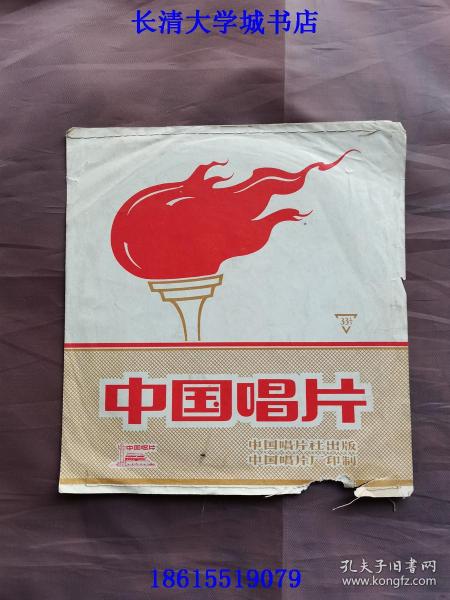 长清大学城书店
33⅓
中国唱片
中国唱片
中国唱片社出版
中国唱片厂印制
孔夫子旧书网
www.kongfz.com
18615519079